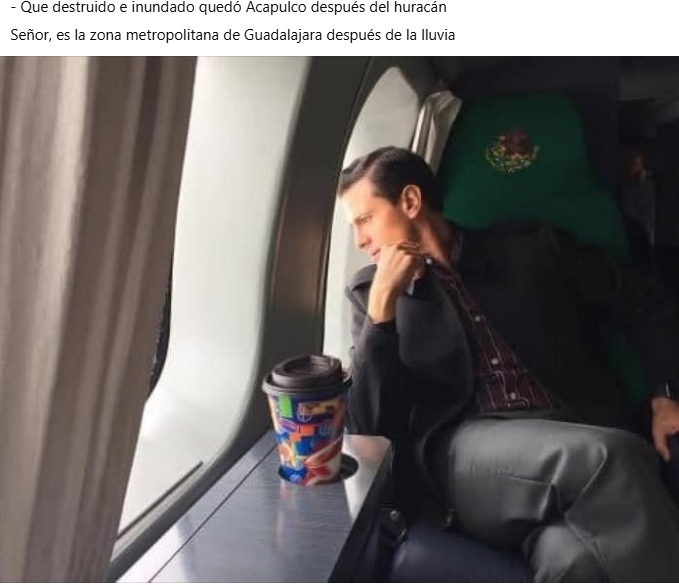 - Que destruido e inundado quedó Acapulco después del huracán
Señor, es la zona metropolitana de Guadalajara después de la lluvia